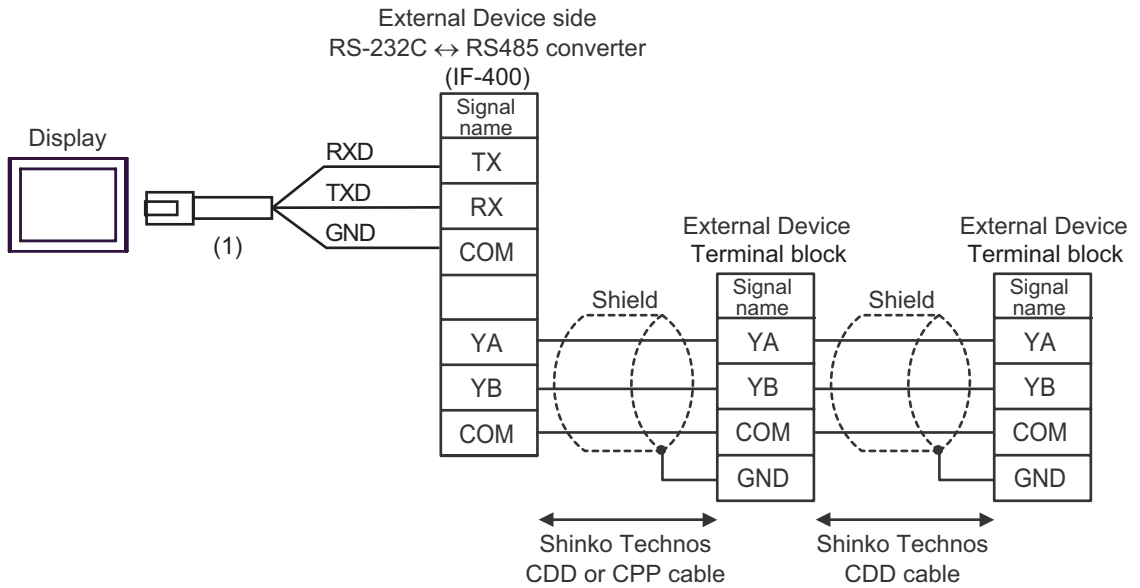 External Device side
RS-232C ↔ RS485 converter
(IF-400)
Signal
name
TX
RX
COM
YA
YB
COM
Display
RXD
TXD
GND
(1)
Shield
External Device
Terminal block
Signal
name
YA
YB
COM
GND
Shield
External Device
Terminal block
Signal
name
YA
YB
COM
GND
Shinko Technos
CDD or CPP cable
Shinko Technos
CDD cable